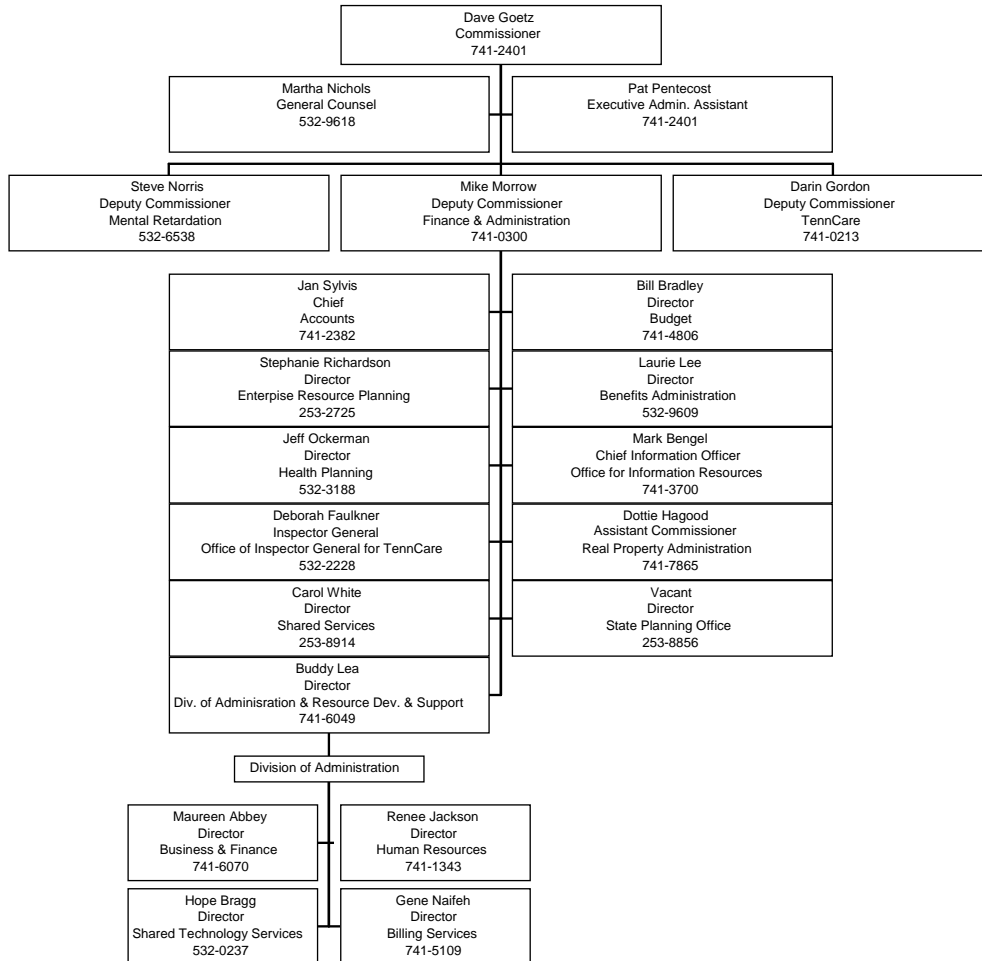 Dave Goetz
Commissioner
741-2401
Martha Nichols
General Counsel
532-9618
Pat Pentecost
Executive Admin. Assistant
741-2401
Steve Norris
Deputy Commissioner
Mental Retardation
532-6538
Mike Morrow
Deputy Commissioner
Finance & Administration
741-0300
Darin Gordon
Deputy Commissioner
TennCare
741-0213
Jan Sylvis
Chief
Accounts
741-2382
Bill Bradley
Director
Budget
741-4806
Stephanie Richardson
Director
Enterpise Resource Planning
253-2725
Laurie Lee
Director
Benefits Administration
532-9609
Jeff Ockerman
Director
Health Planning
532-3188
Mark Bengel
Chief Information Officer
Office for Information Resources
741-3700
Deborah Faulkner
Inspector General
Office of Inspector General for TennCare
532-2228
Dottie Hagood
Assistant Commissioner
Real Property Administration
741-7865
Carol White
Director
Shared Services
253-8914
Vacant
Director
State Planning Office
253-8856
Buddy Lea
Director
Div. of Adminisration & Resource Dev. & Support
741-6049
Division of Administration
Maureen Abbey
Director
Business & Finance
741-6070
Renee Jackson
Director
Human Resources
741-1343
Hope Bragg
Director
Shared Technology Services
532-0237
Gene Naifeh
Director
Billing Services
741-5109